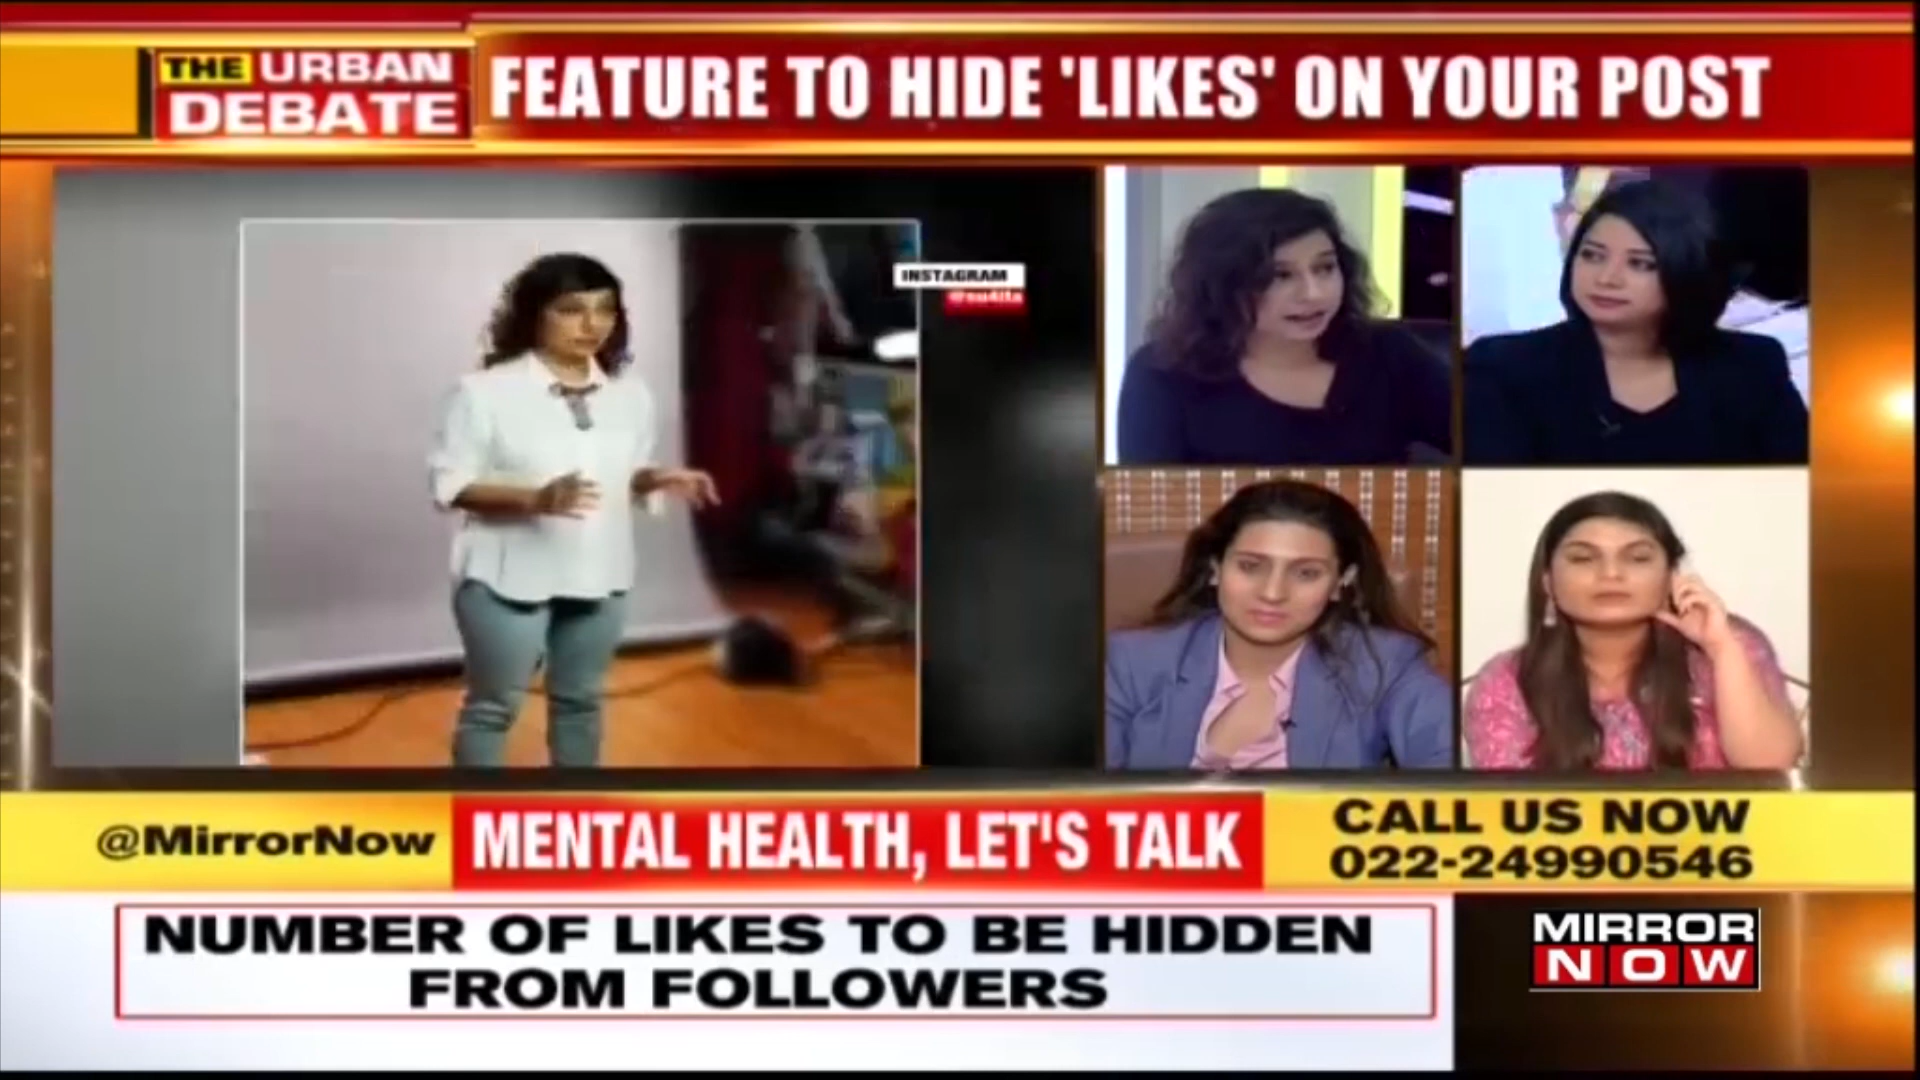 THE URBAN
DEBATE
FEATURE TO HIDE 'LIKES' ON YOUR POST
INSTAGRAM
@MirrorNow
MENTAL HEALTH, LET'S TALK
CALL US NOW
022-24990546
NUMBER OF LIKES TO BE HIDDEN
FROM FOLLOWERS
MIRROR
NOW